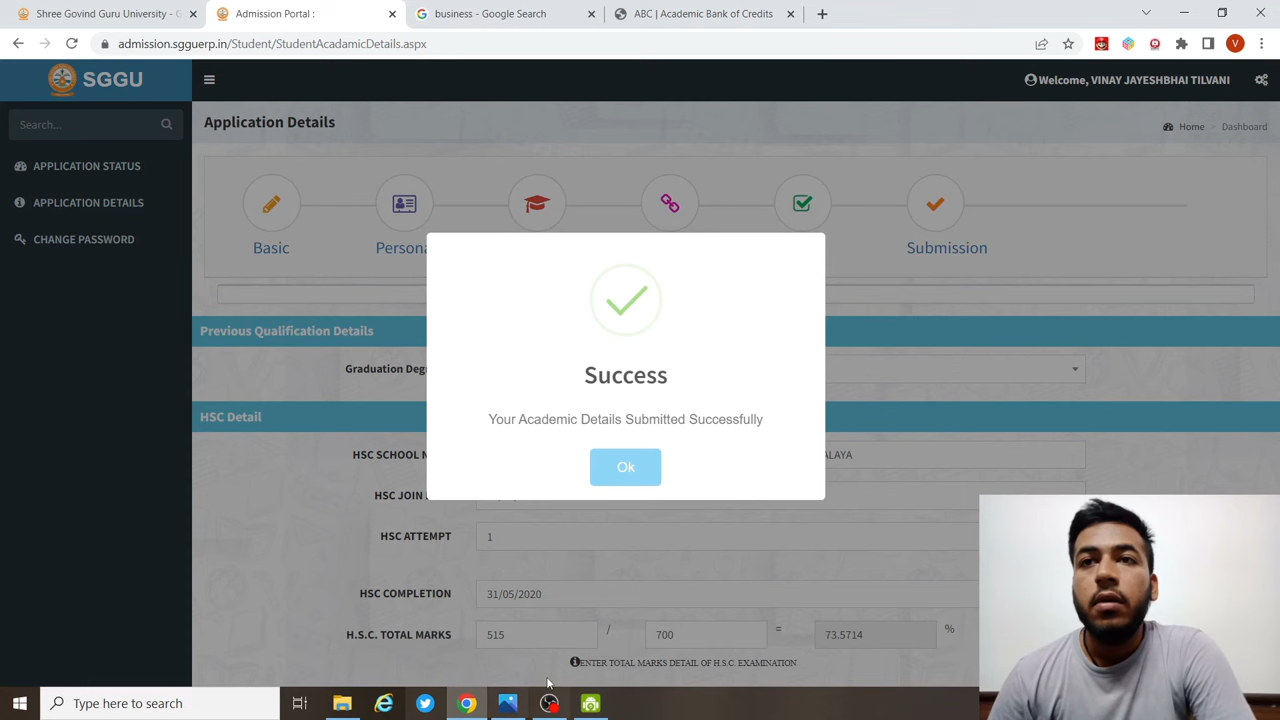 Shree Govind Guru University - G
Admission Portal :
business - Google Search
ABC | Academic Bank of Credits
admission.sgguerp.in/Student/StudentAcadamicDetails.aspx
V
SGGU
Welcome, VINAY JAYESHBHAI TILVANI
Search...
Application Details
Home - Dashboard
APPLICATION STATUS
APPLICATION DETAILS
CHANGE PASSWORD
Basic
Persona
Submission
Previous Qualification Details
Graduation Deg
Success
Your Academic Details Submitted Successfully
Ok
HSC Detail
HSC SCHOOL N
ALAYA
HSC JOIN
HSC ATTEMPT
1
HSC COMPLETION
31/05/2020
H.S.C. TOTAL MARKS
515 / 700 = 73.5714 %
ENTER TOTAL MARKS DETAIL OF H.S.C. EXAMINATION
Type here to search